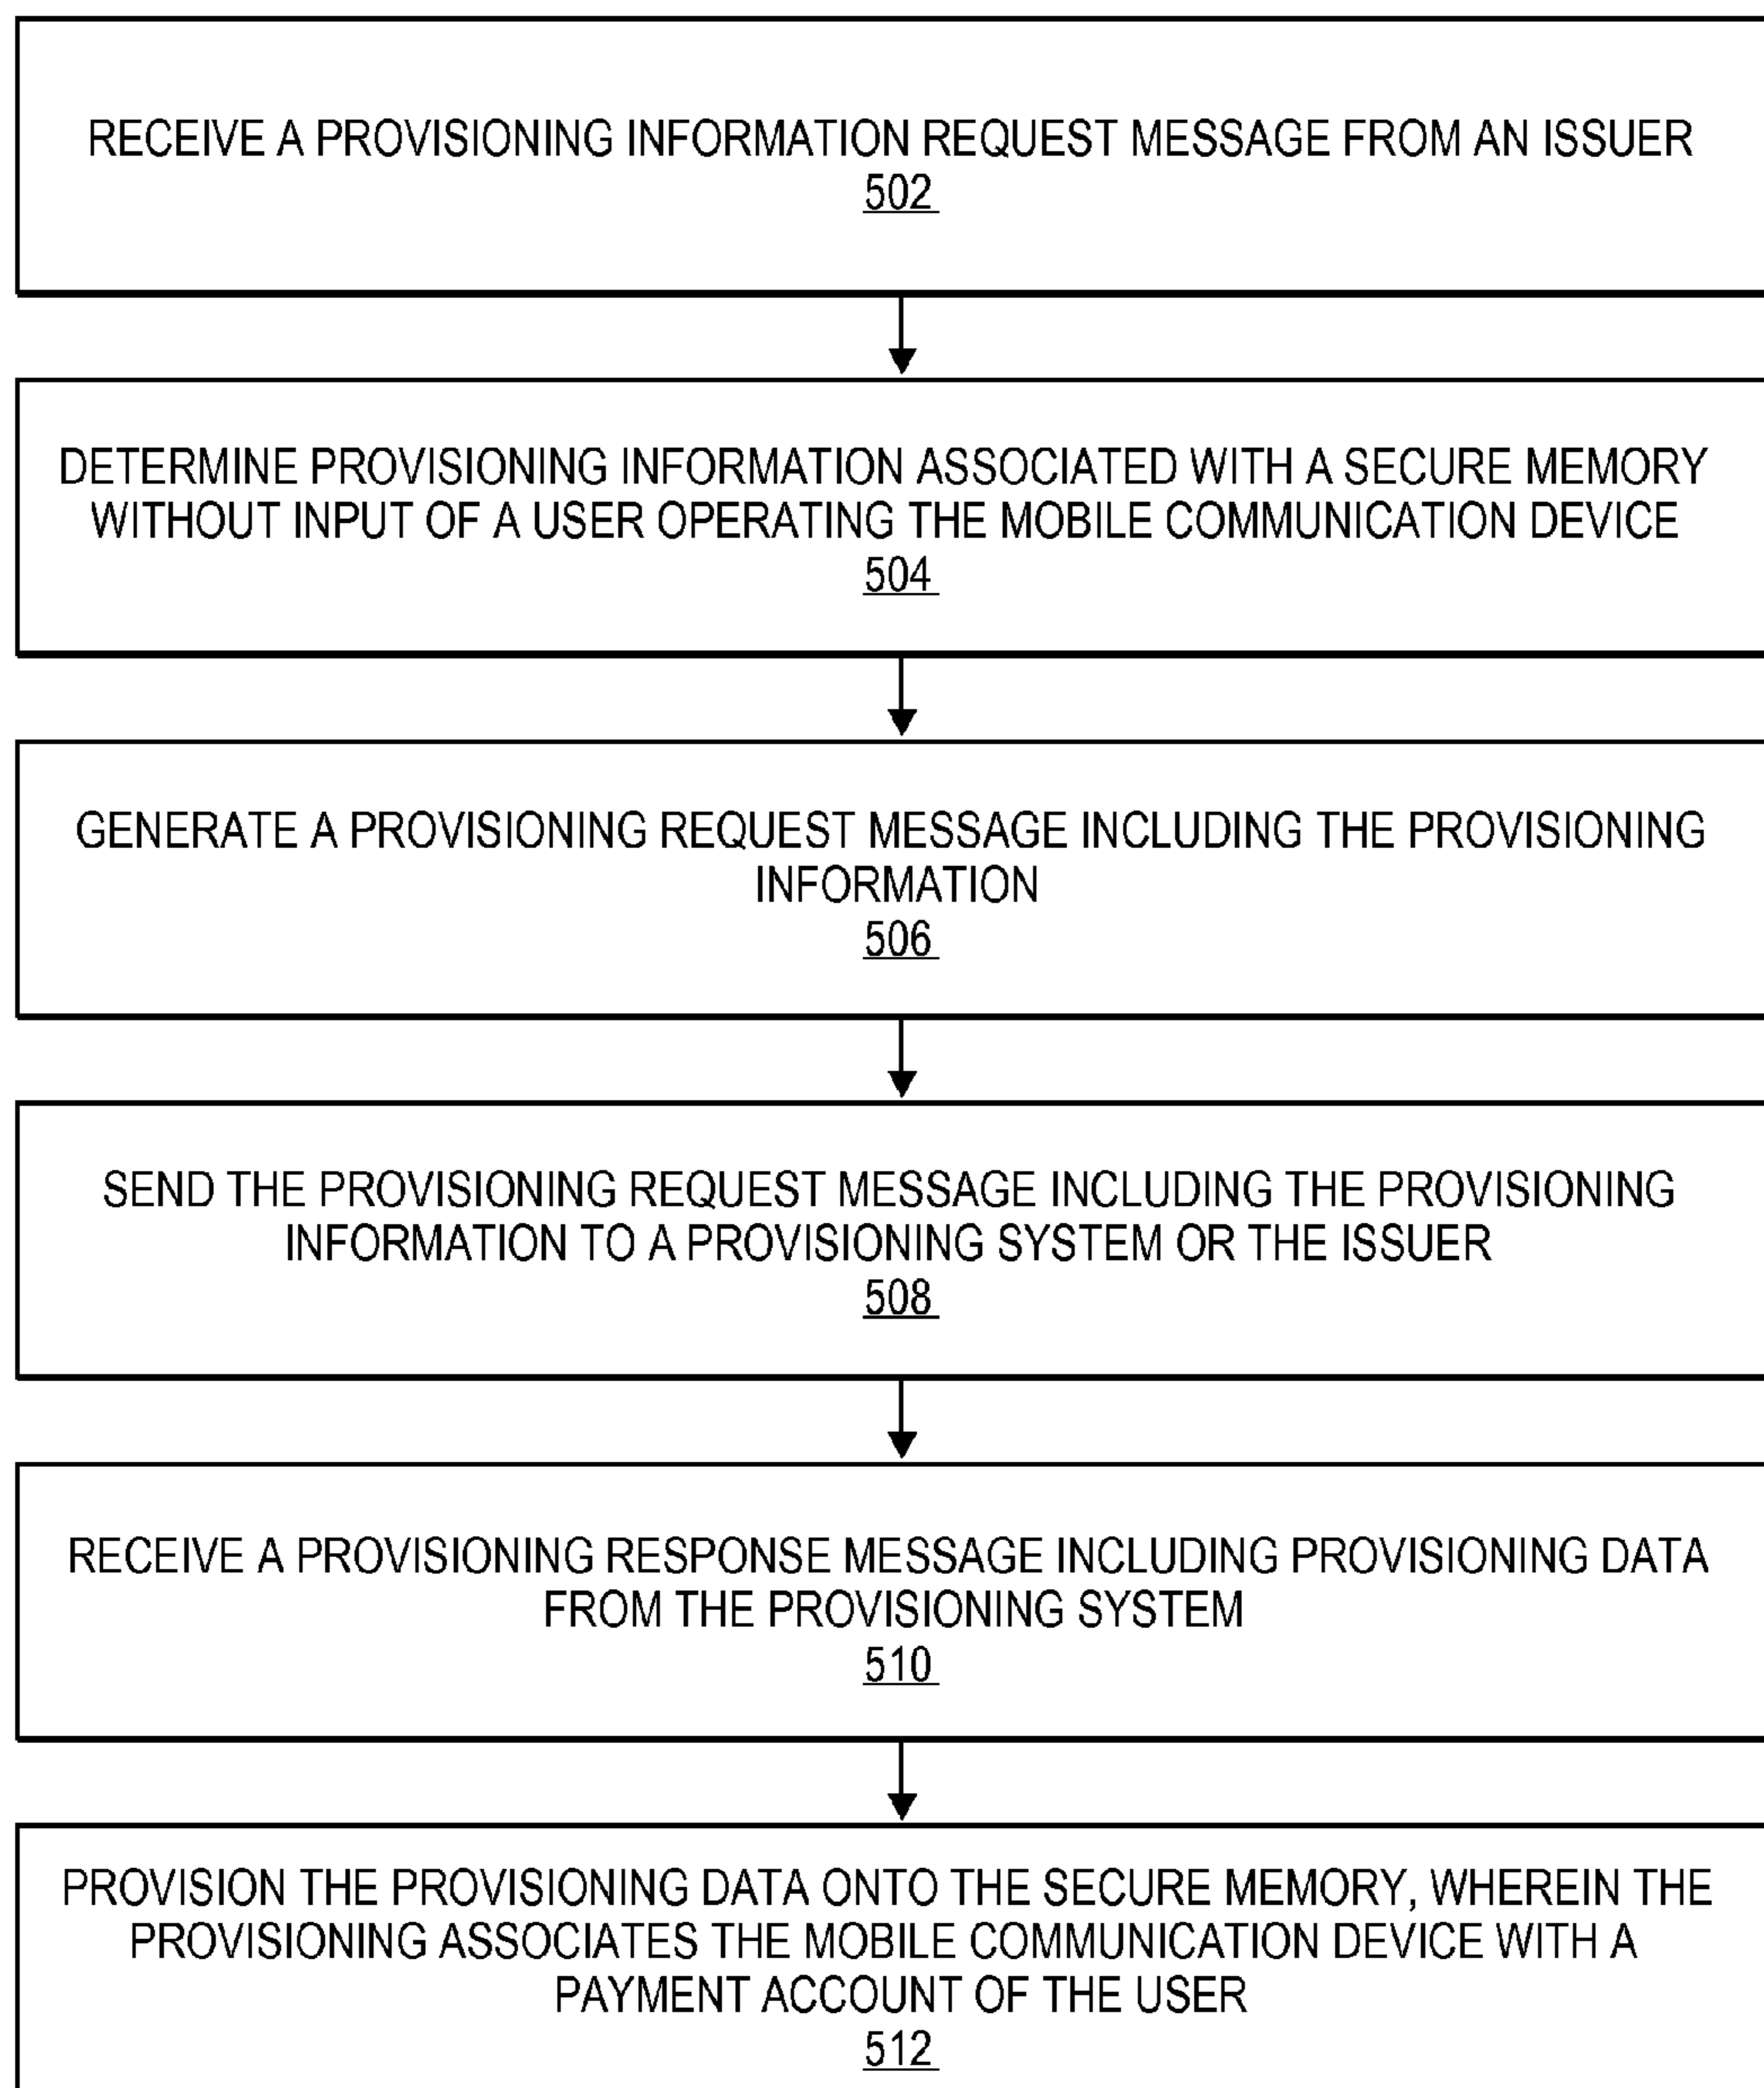 RECEIVE A PROVISIONING INFORMATION REQUEST MESSAGE FROM AN ISSUER
502
DETERMINE PROVISIONING INFORMATION ASSOCIATED WITH A SECURE MEMORY
WITHOUT INPUT OF A USER OPERATING THE MOBILE COMMUNICATION DEVICE
504
GENERATE A PROVISIONING REQUEST MESSAGE INCLUDING THE PROVISIONING
INFORMATION
506
SEND THE PROVISIONING REQUEST MESSAGE INCLUDING THE PROVISIONING
INFORMATION TO A PROVISIONING SYSTEM OR THE ISSUER
508
RECEIVE A PROVISIONING RESPONSE MESSAGE INCLUDING PROVISIONING DATA
FROM THE PROVISIONING SYSTEM
510
PROVISION THE PROVISIONING DATA ONTO THE SECURE MEMORY, WHEREIN THE
PROVISIONING ASSOCIATES THE MOBILE COMMUNICATION DEVICE WITH A
PAYMENT ACCOUNT OF THE USER
512